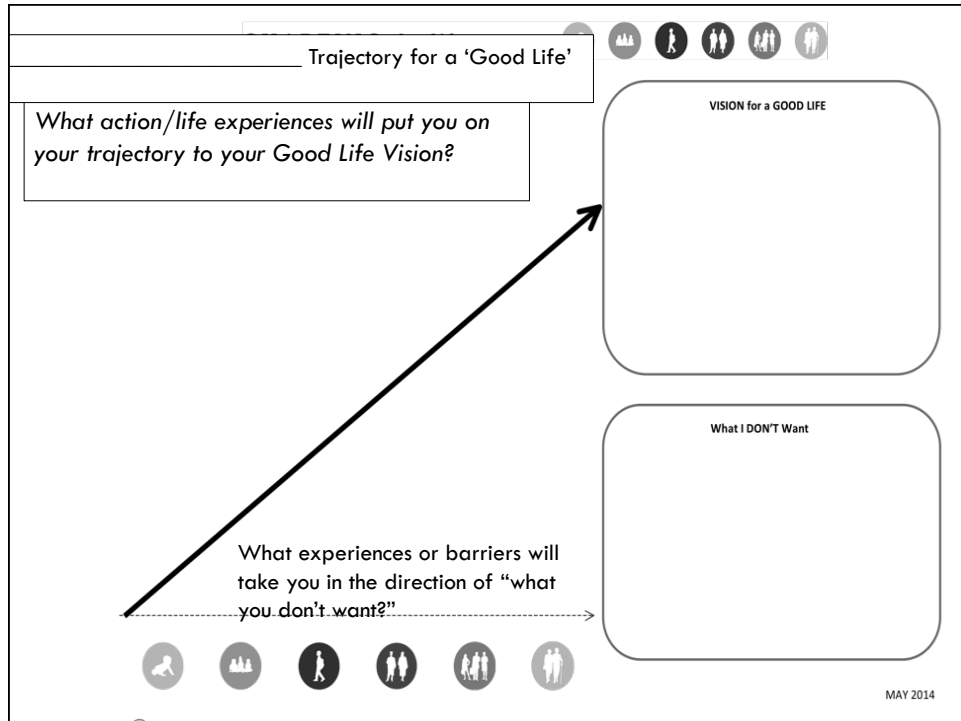 _________________________ Trajectory for a ‘Good Life’
What action/life experiences will put you on
your trajectory to your Good Life Vision?
VISION for a GOOD LIFE
What I DON’T Want
What experiences or barriers will
take you in the direction of “what
you don’t want?”
MAY 2014